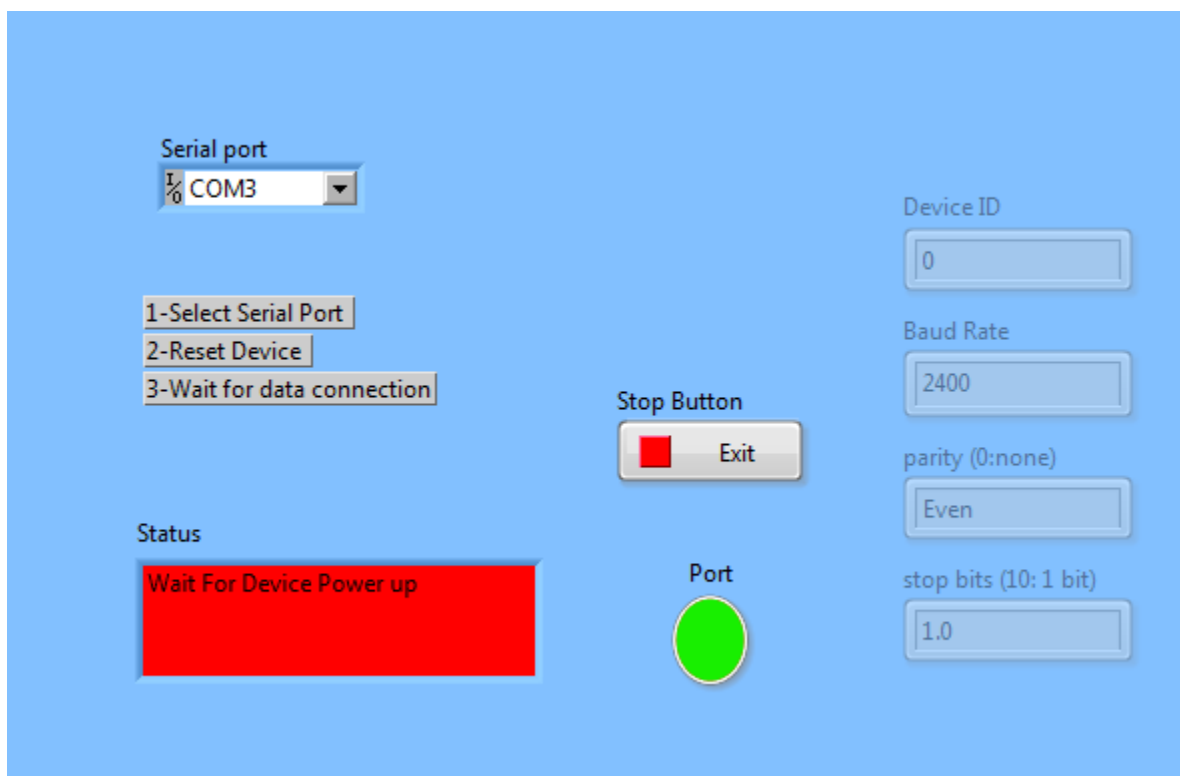 Serial port
I/O COM3
1-Select Serial Port
2-Reset Device
3-Wait for data connection
Status
Wait For Device Power up
Stop Button
Exit
Port
Device ID
0
Baud Rate
2400
parity (0:none)
Even
stop bits (10: 1 bit)
1.0